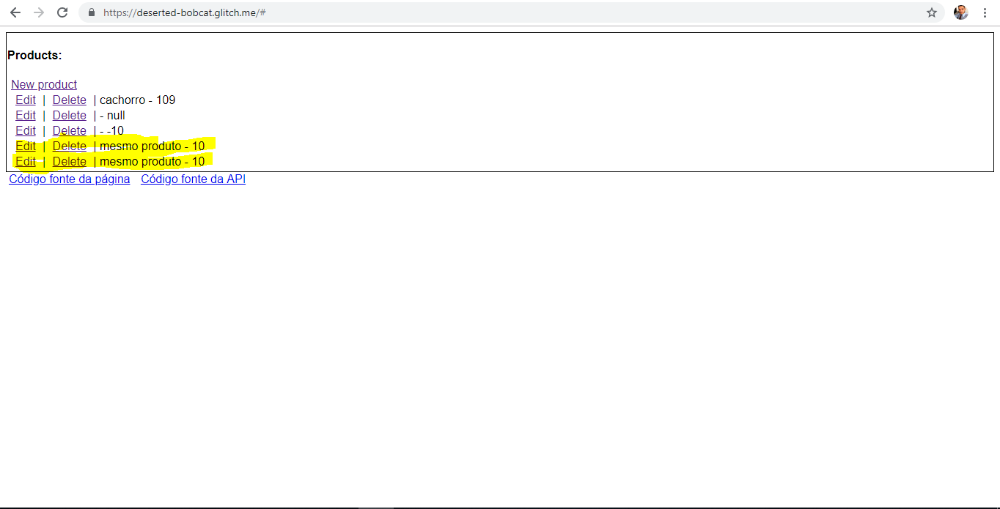 https://deserted-bobcat.glitch.me/#
Products:
New product
Edit | Delete | cachorro - 109
Edit | Delete | - null
Edit | Delete | - -10
Edit | Delete | mesmo produto - 10
Edit | Delete | mesmo produto - 10
Código fonte da página Código fonte da API